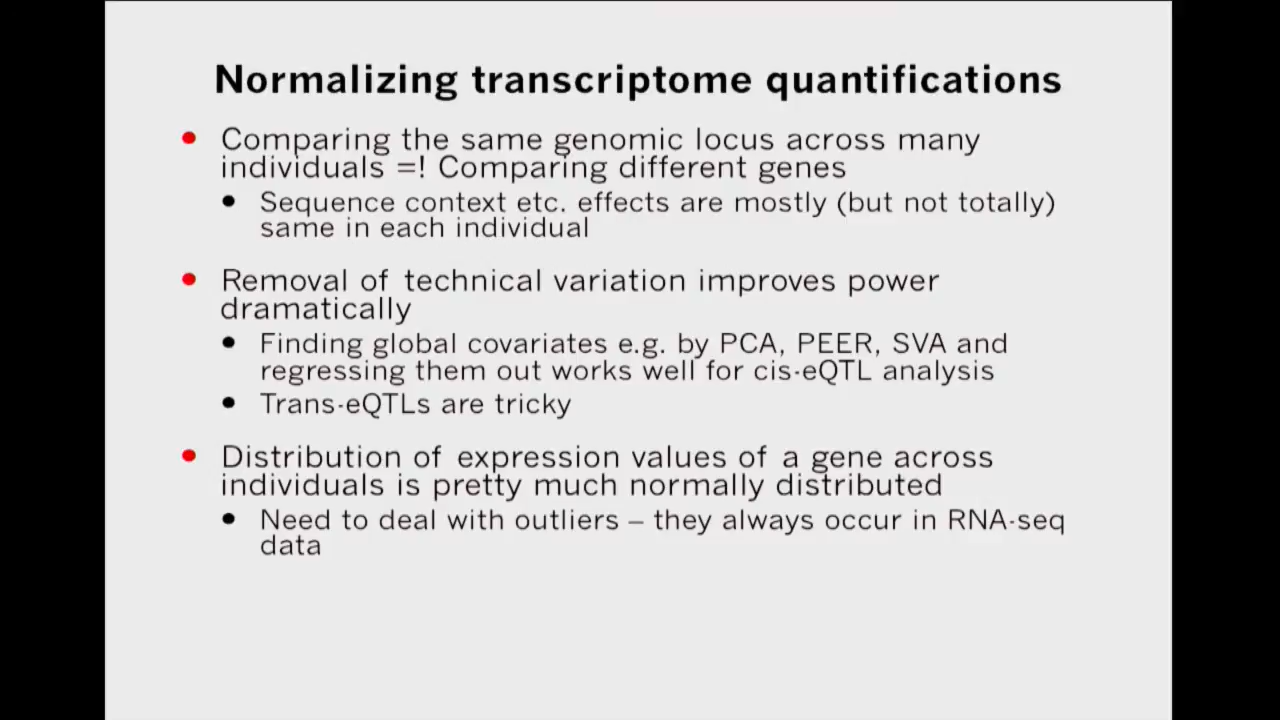 Normalizing transcriptome quantifications
• Comparing the same genomic locus across many
individuals =! Comparing different genes
• Sequence context etc. effects are mostly (but not totally)
same in each individual
• Removal of technical variation improves power
dramatically
• Finding global covariates e.g. by PCA, PEER, SVA and
regressing them out works well for cis-eQTL analysis
• Trans-eQTLs are tricky
• Distribution of expression values of a gene across
individuals is pretty much normally distributed
• Need to deal with outliers – they always occur in RNA-seq
data